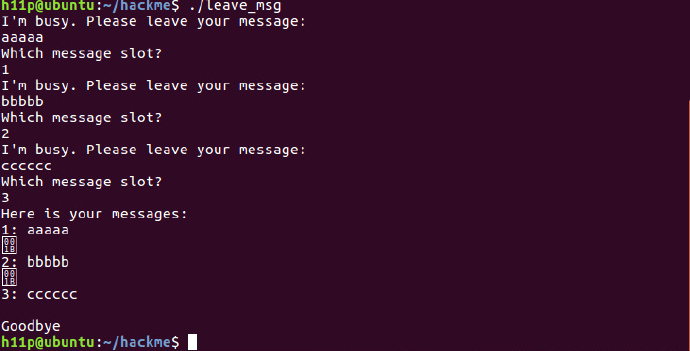 h11p@ubuntu:~/hackme$ ./leave_msg
I'm busy. Please leave your message:
aaaaa
Which message slot?
1
I'm busy. Please leave your message:
bbbbb
Which message slot?
2
I'm busy. Please leave your message:
cccccc
Which message slot?
3
Here is your messages:
1: aaaaa
001B
2: bbbbb
001B
3: cccccc
Goodbye
h11p@ubuntu:~/hackme$